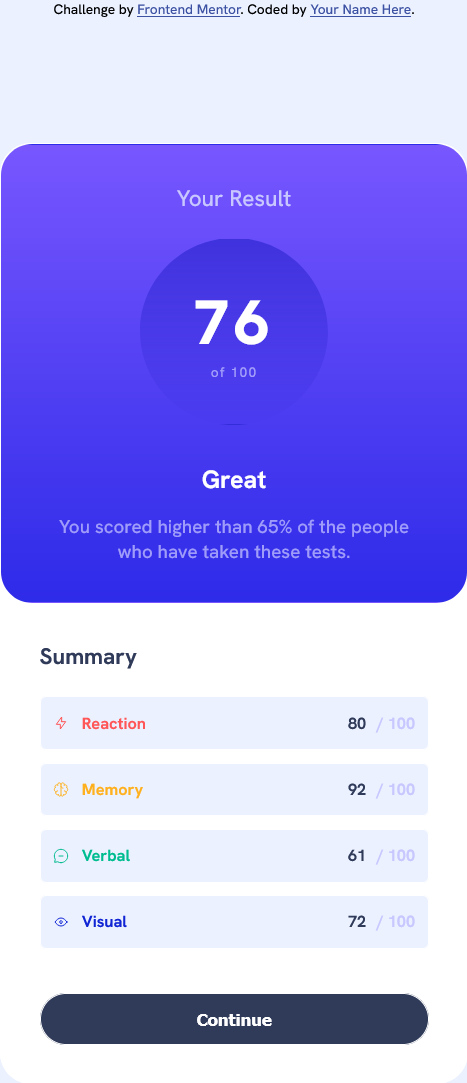 Challenge by Frontend Mentor. Coded by Your Name Here.
Your Result
76
of 100
Great
You scored higher than 65% of the people
who have taken these tests.
Summary
Reaction 80 / 100
Memory 92 / 100
Verbal 61 / 100
Visual 72 / 100
Continue